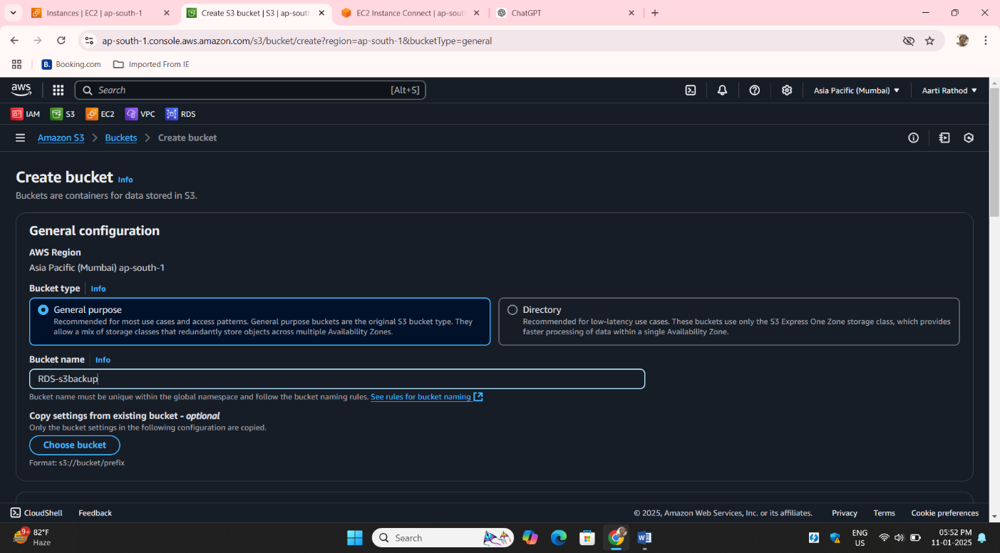 Instances | EC2 | ap-south-1
Create S3 bucket | S3 | ap-sout
EC2 Instance Connect | ap-sout
ChatGPT
ap-south-1.console.aws.amazon.com/s3/bucket/create?region=ap-south-1&bucketType=general
B. Booking.com
Imported From IE
aws
Search
[Alt+S]
Asia Pacific (Mumbai)
Aarti Rathod
IAM
S3
EC2
VPC
RDS
Amazon S3
Buckets
Create bucket
Create bucket Info
Buckets are containers for data stored in S3.
General configuration
AWS Region
Asia Pacific (Mumbai) ap-south-1
Bucket type Info
General purpose
Recommended for most use cases and access patterns. General purpose buckets are the original S3 bucket type. They
allow a mix of storage classes that redundantly store objects across multiple Availability Zones.
Directory
Recommended for low-latency use cases. These buckets use only the S3 Express One Zone storage class, which provides
faster processing of data within a single Availability Zone.
Bucket name Info
RDS-s3backup
Bucket name must be unique within the global namespace and follow the bucket naming rules. See rules for bucket naming
Copy settings from existing bucket - optional
Only the bucket settings in the following configuration are copied.
Choose bucket
Format: s3://bucket/prefix
CloudShell
Feedback
© 2025, Amazon Web Services, Inc. or its affiliates.
Privacy
Terms
Cookie preferences
9+
82°F
Haze
Search
ENG
US
05:52 PM
11-01-2025